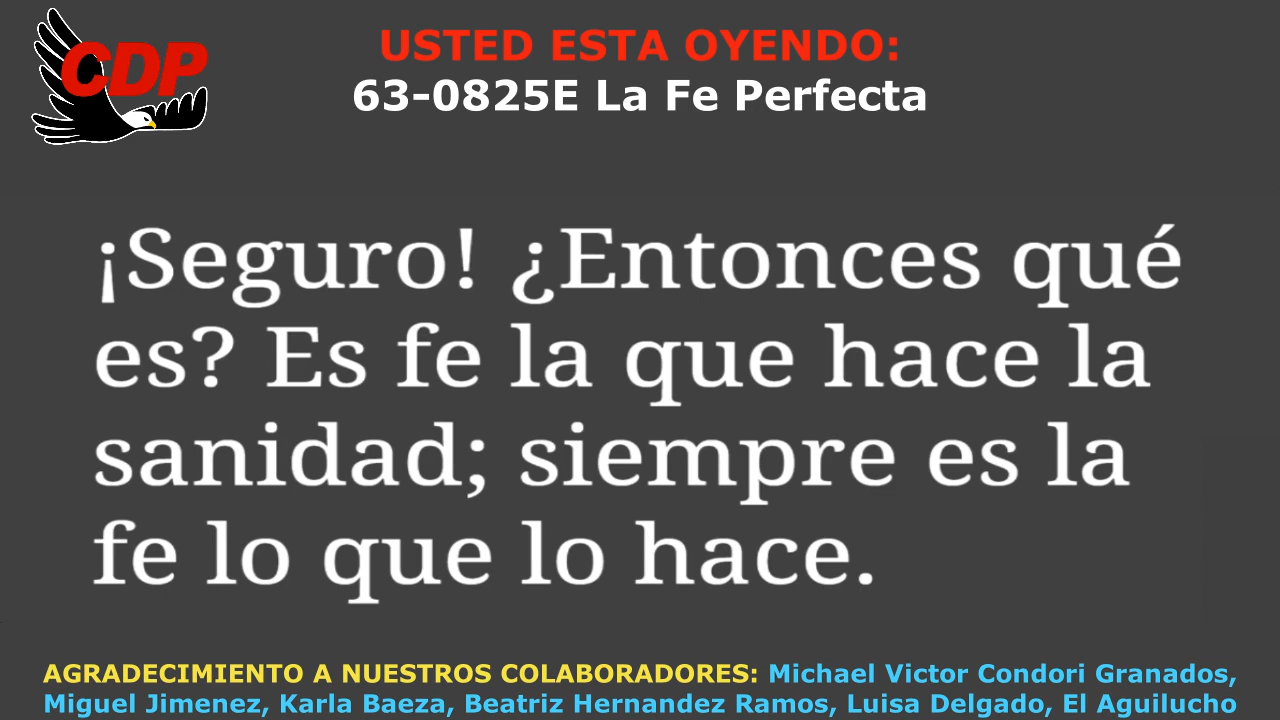 CDP
USTED ESTA OYENDO:
63-0825E La Fe Perfecta
¡Seguro! ¿Entonces qué
es? Es fe la que hace la
sanidad; siempre es la
fe lo que lo hace.
AGRADECIMIENTO A NUESTROS COLABORADORES: Michael Victor Condori Granados,
Miguel Jimenez, Karla Baeza, Beatriz Hernandez Ramos, Luisa Delgado, El Aguilucho